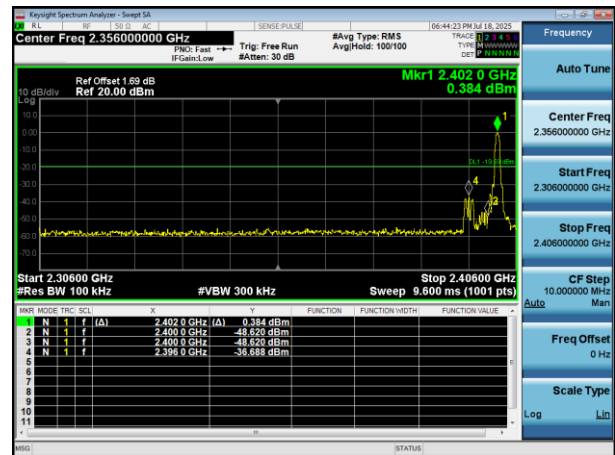 Keysight Spectrum Analyzer - Swept SA
RL RF 50 Ω AC SENSE:PULSE 06:44:23 PM Jul 18, 2025
Center Freq 2.356000000 GHz
PNO: Fast
IFGain:Low
Trig: Free Run
#Atten: 30 dB
#Avg Type: RMS
Avg|Hold: 100/100
TRACE 1 2 3 4 5 6
TYPE M W W W W W
DET P N N N N N
Ref Offset 1.69 dB
Ref 20.00 dBm
10 dB/div
Log
Mkr1 2.402 0 GHz
0.384 dBm
10.0
0.00
-10.0
-20.0
-30.0
-40.0
-50.0
-60.0
-70.0
1
4
3
Start 2.30600 GHz Stop 2.40600 GHz
#Res BW 100 kHz #VBW 300 kHz Sweep 9.600 ms (1001 pts)
MKR MODE TRC SCL X Y FUNCTION FUNCTION WIDTH FUNCTION VALUE
1 N 1 f (Δ) 2.402 0 GHz (Δ) 0.384 dBm
2 N 1 f 2.400 0 GHz -48.620 dBm
3 N 1 f 2.400 0 GHz -48.620 dBm
4 N 1 f 2.396 0 GHz -36.688 dBm
5
6
7
8
9
10
11
MSG STATUS
Frequency
Auto Tune
Center Freq
2.356000000 GHz
Start Freq
2.306000000 GHz
Stop Freq
2.406000000 GHz
CF Step
10.000000 MHz
Auto Man
Freq Offset
0 Hz
Scale Type
Log Lin